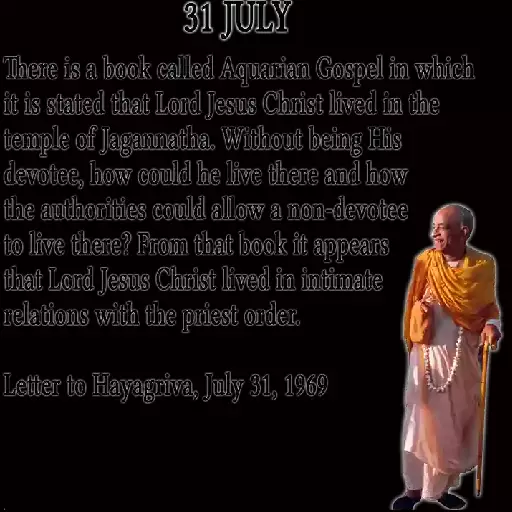 31 JULY
There is a book called Aquarian Gospel in which
it is stated that Lord Jesus Christ lived in the
temple of Jagannatha. Without being His
devotee, how could he live there and how
the authorities could allow a non-devotee
to live there? From that book it appears
that Lord Jesus Christ lived in intimate
relations with the priest order.
Letter to Hayagriva, July 31, 1969